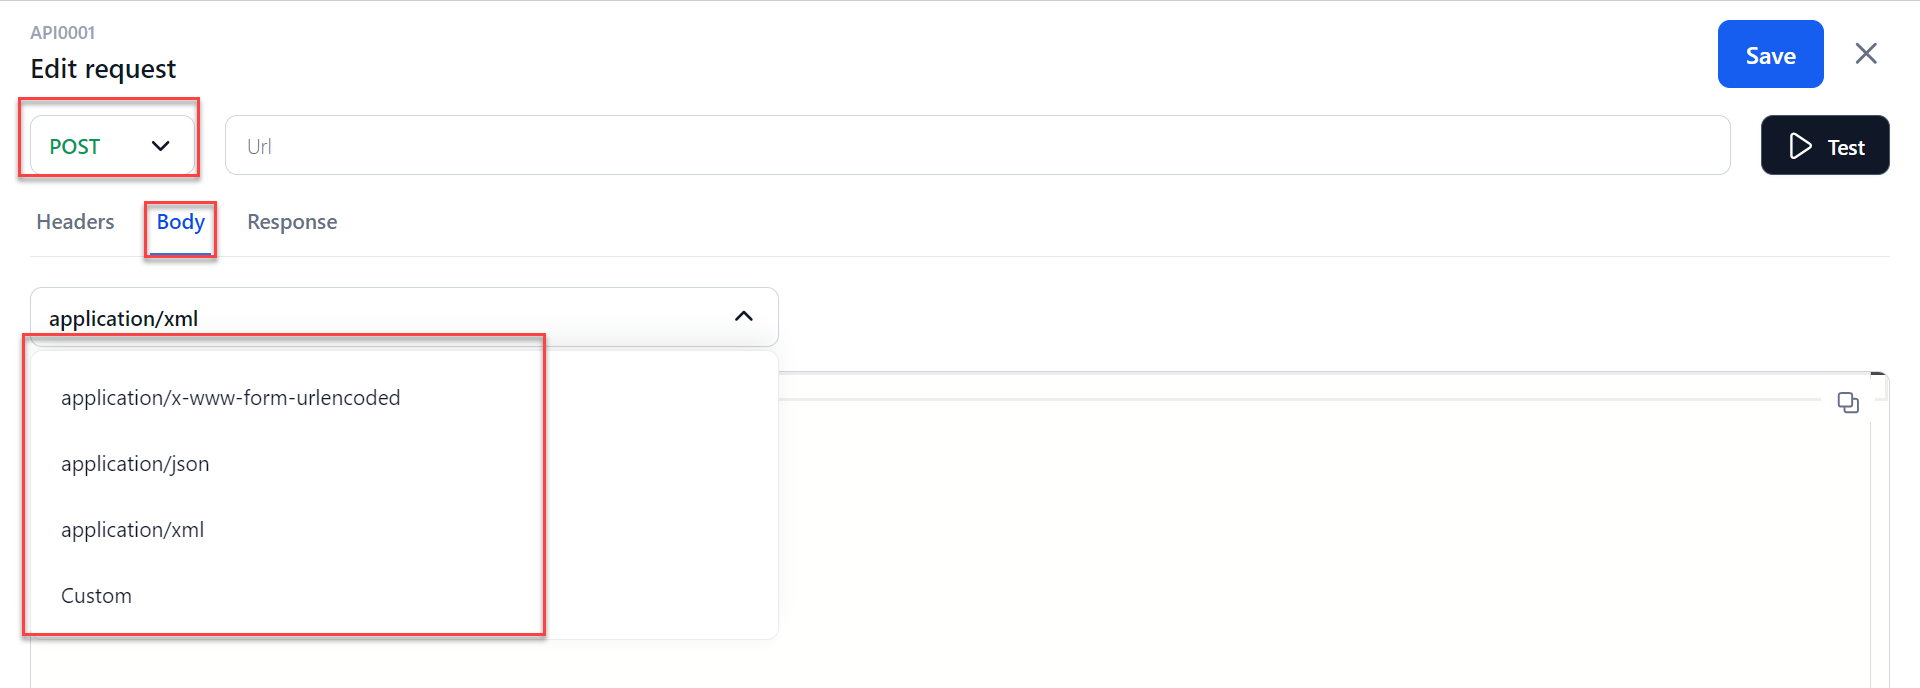 API0001
Edit request
Save
POST
Url
Test
Headers
Body
Response
application/xml
application/x-www-form-urlencoded
application/json
application/xml
Custom